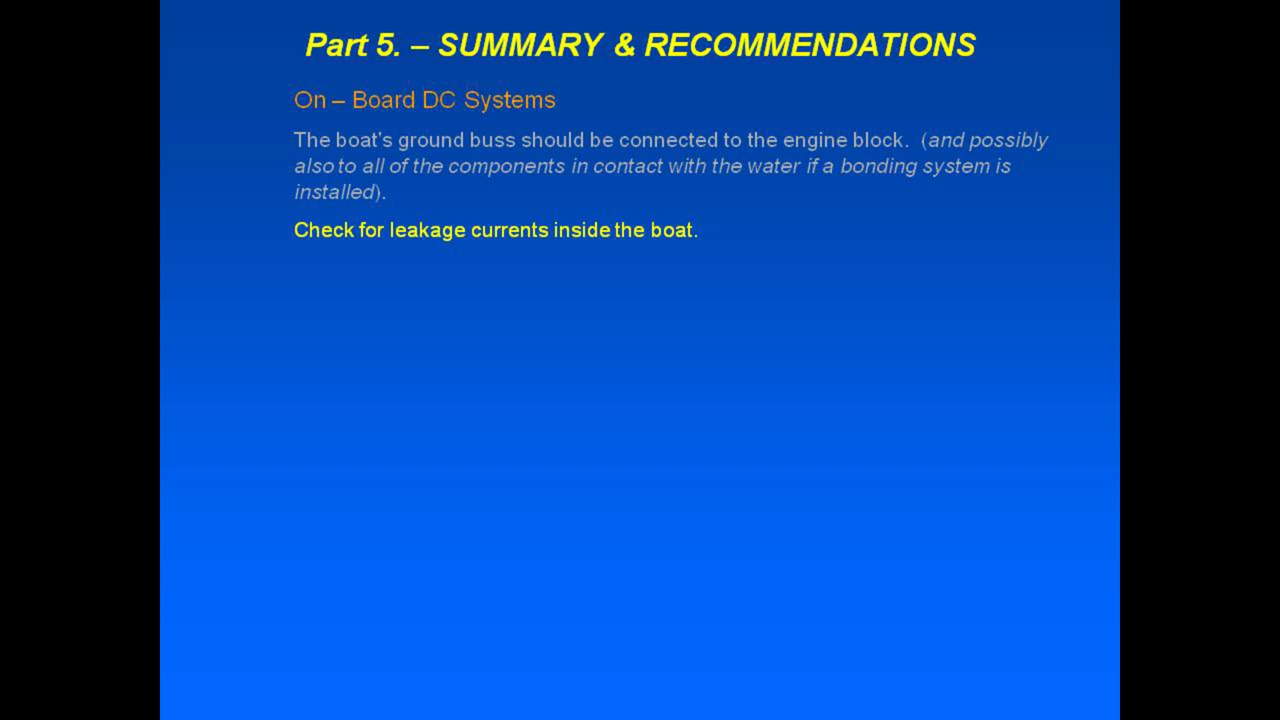 Part 5. – SUMMARY & RECOMMENDATIONS
On – Board DC Systems
The boat's ground buss should be connected to the engine block.  (and possibly
also to all of the components in contact with the water if a bonding system is
installed).
Check for leakage currents inside the boat.